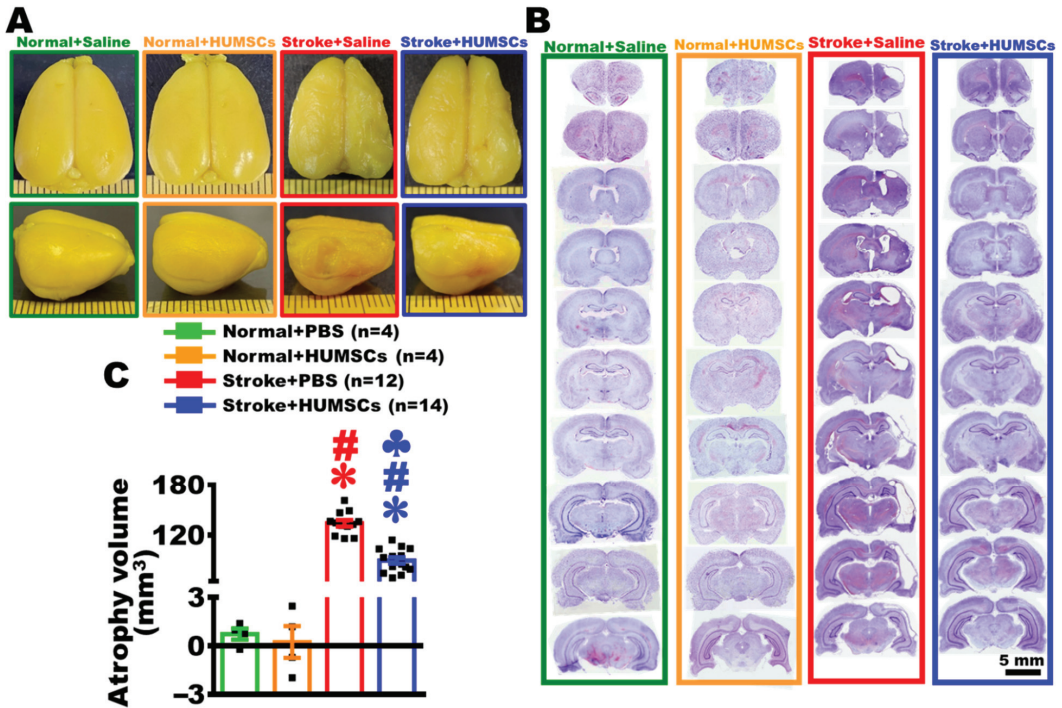 A
Normal+Saline Normal+HUMSCs Stroke+Saline Stroke+HUMSCs
B
Normal+Saline Normal+HUMSCs Stroke+Saline Stroke+HUMSCs
5 mm
Normal+PBS (n=4)
Normal+HUMSCs (n=4)
Stroke+PBS (n=12)
Stroke+HUMSCs (n=14)
C
Atrophy volume
(mm³)
180
120
3
0
−3
# *
♣ # *